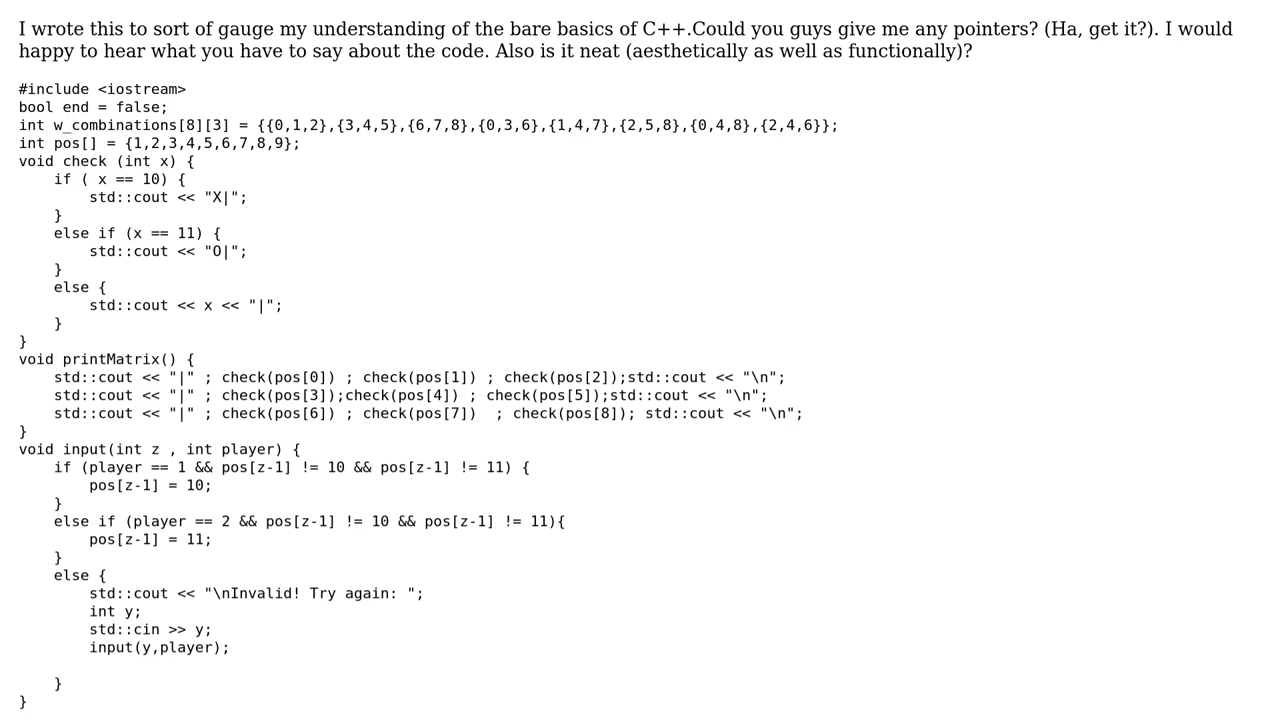 I wrote this to sort of gauge my understanding of the bare basics of C++.Could you guys give me any pointers? (Ha, get it?). I would
happy to hear what you have to say about the code. Also is it neat (aesthetically as well as functionally)?
#include <iostream>
bool end = false;
int w_combinations[8][3] = {{0,1,2},{3,4,5},{6,7,8},{0,3,6},{1,4,7},{2,5,8},{0,4,8},{2,4,6}};
int pos[] = {1,2,3,4,5,6,7,8,9};
void check (int x) {
    if ( x == 10) {
        std::cout << "X|";
    }
    else if (x == 11) {
        std::cout << "O|";
    }
    else {
        std::cout << x << "|";
    }
}
void printMatrix() {
    std::cout << "|" ; check(pos[0]) ; check(pos[1]) ; check(pos[2]);std::cout << "\n";
    std::cout << "|" ; check(pos[3]);check(pos[4]) ; check(pos[5]);std::cout << "\n";
    std::cout << "|" ; check(pos[6]) ; check(pos[7])  ; check(pos[8]); std::cout << "\n";
}
void input(int z , int player) {
    if (player == 1 && pos[z-1] != 10 && pos[z-1] != 11) {
        pos[z-1] = 10;
    }
    else if (player == 2 && pos[z-1] != 10 && pos[z-1] != 11){
        pos[z-1] = 11;
    }
    else {
        std::cout << "\nInvalid! Try again: ";
        int y;
        std::cin >> y;
        input(y,player);

    }
}